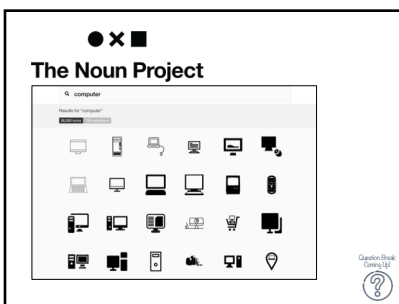 The Noun Project
computer
Results for "computer"
Question Break
Coming Up!
?